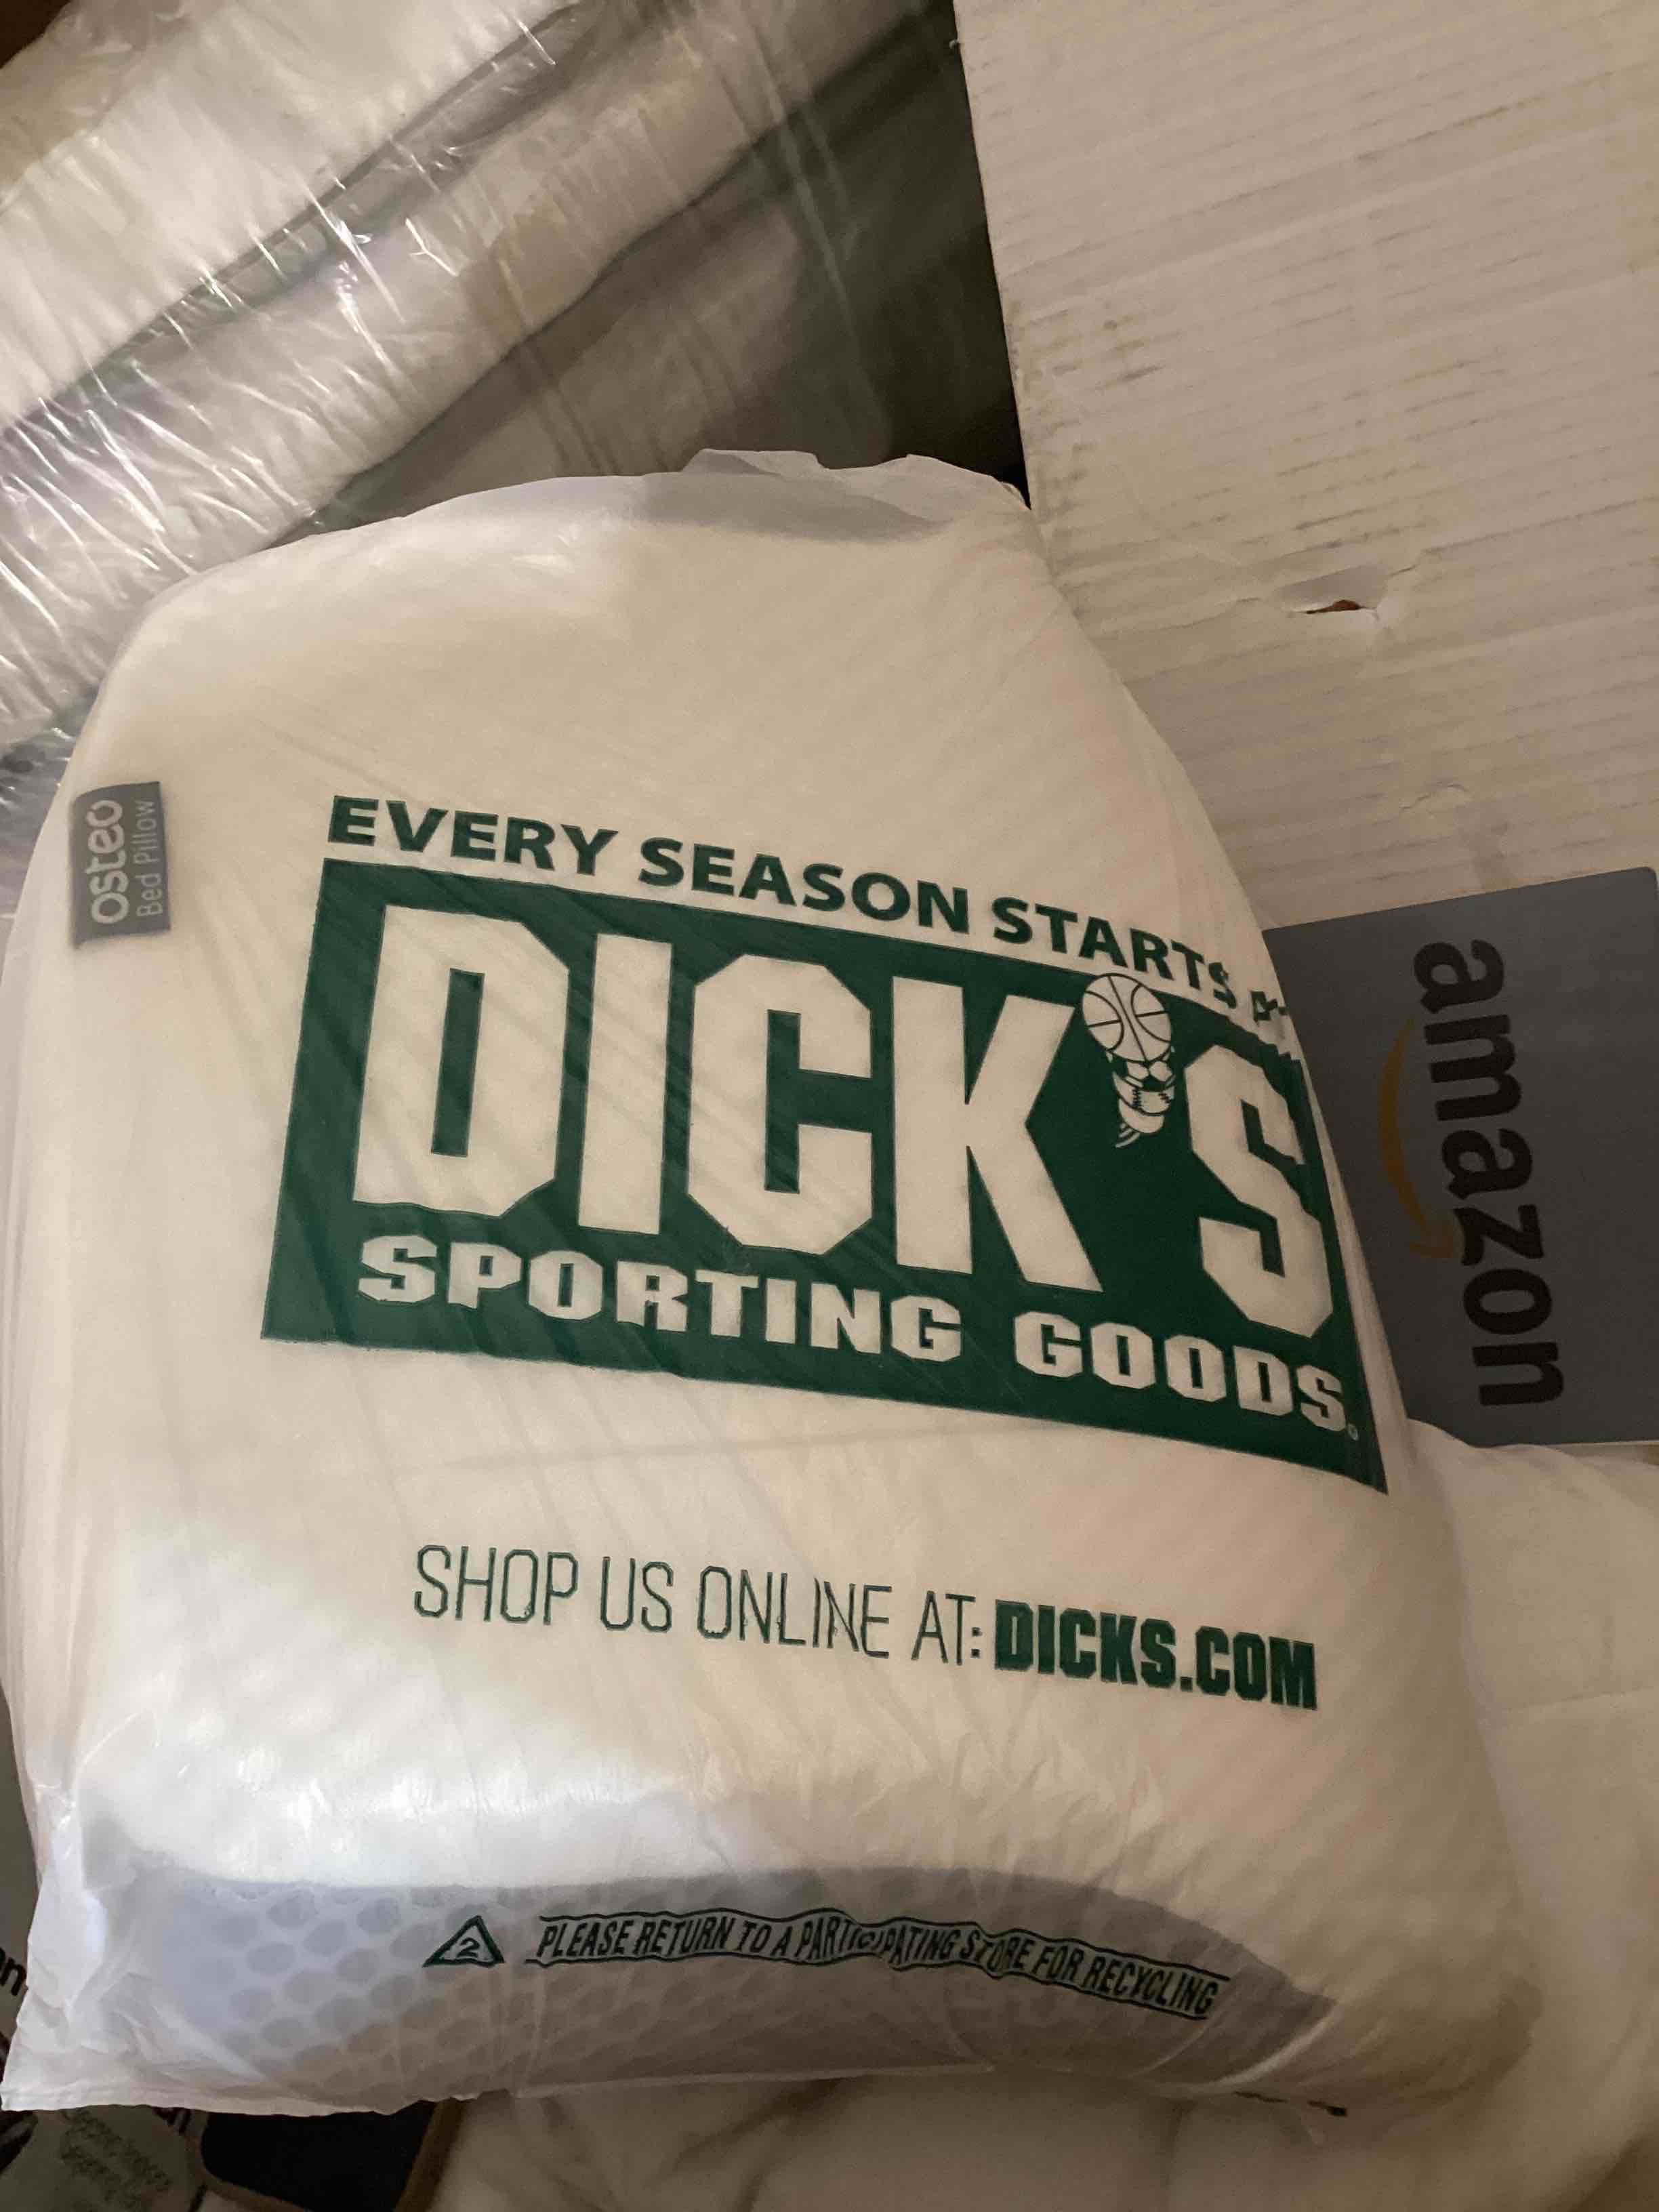 osteo
Bed Pillow
EVERY SEASON STARTS
DICK'S
SPORTING GOODS®
SHOP US ONLINE AT: DICKS.COM
2 PLEASE RETURN TO A PARTICIPATING STORE FOR RECYCLING
amazon